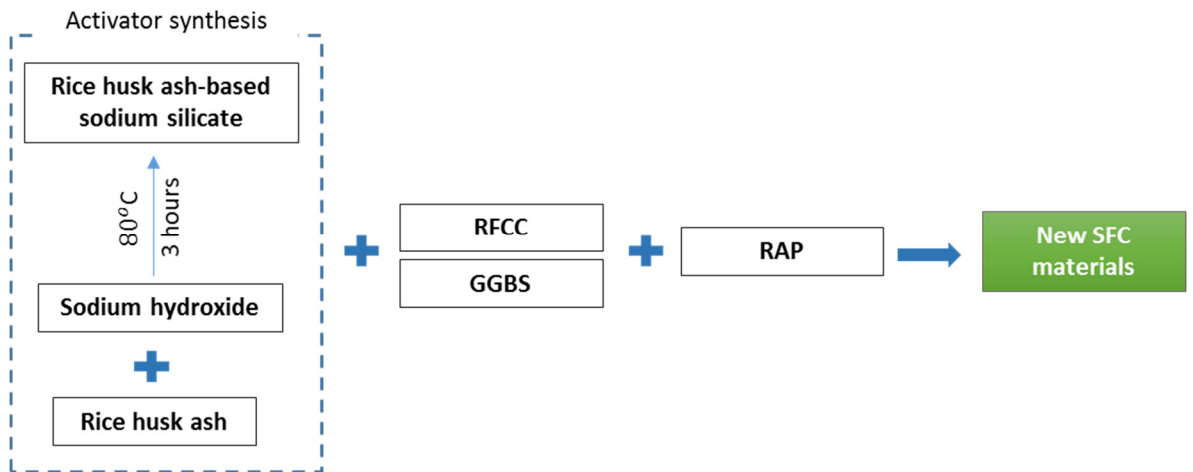 Activator synthesis
Rice husk ash-based
sodium silicate
80°C
3 hours
Sodium hydroxide
Rice husk ash
RFCC
GGBS
RAP
New SFC
materials